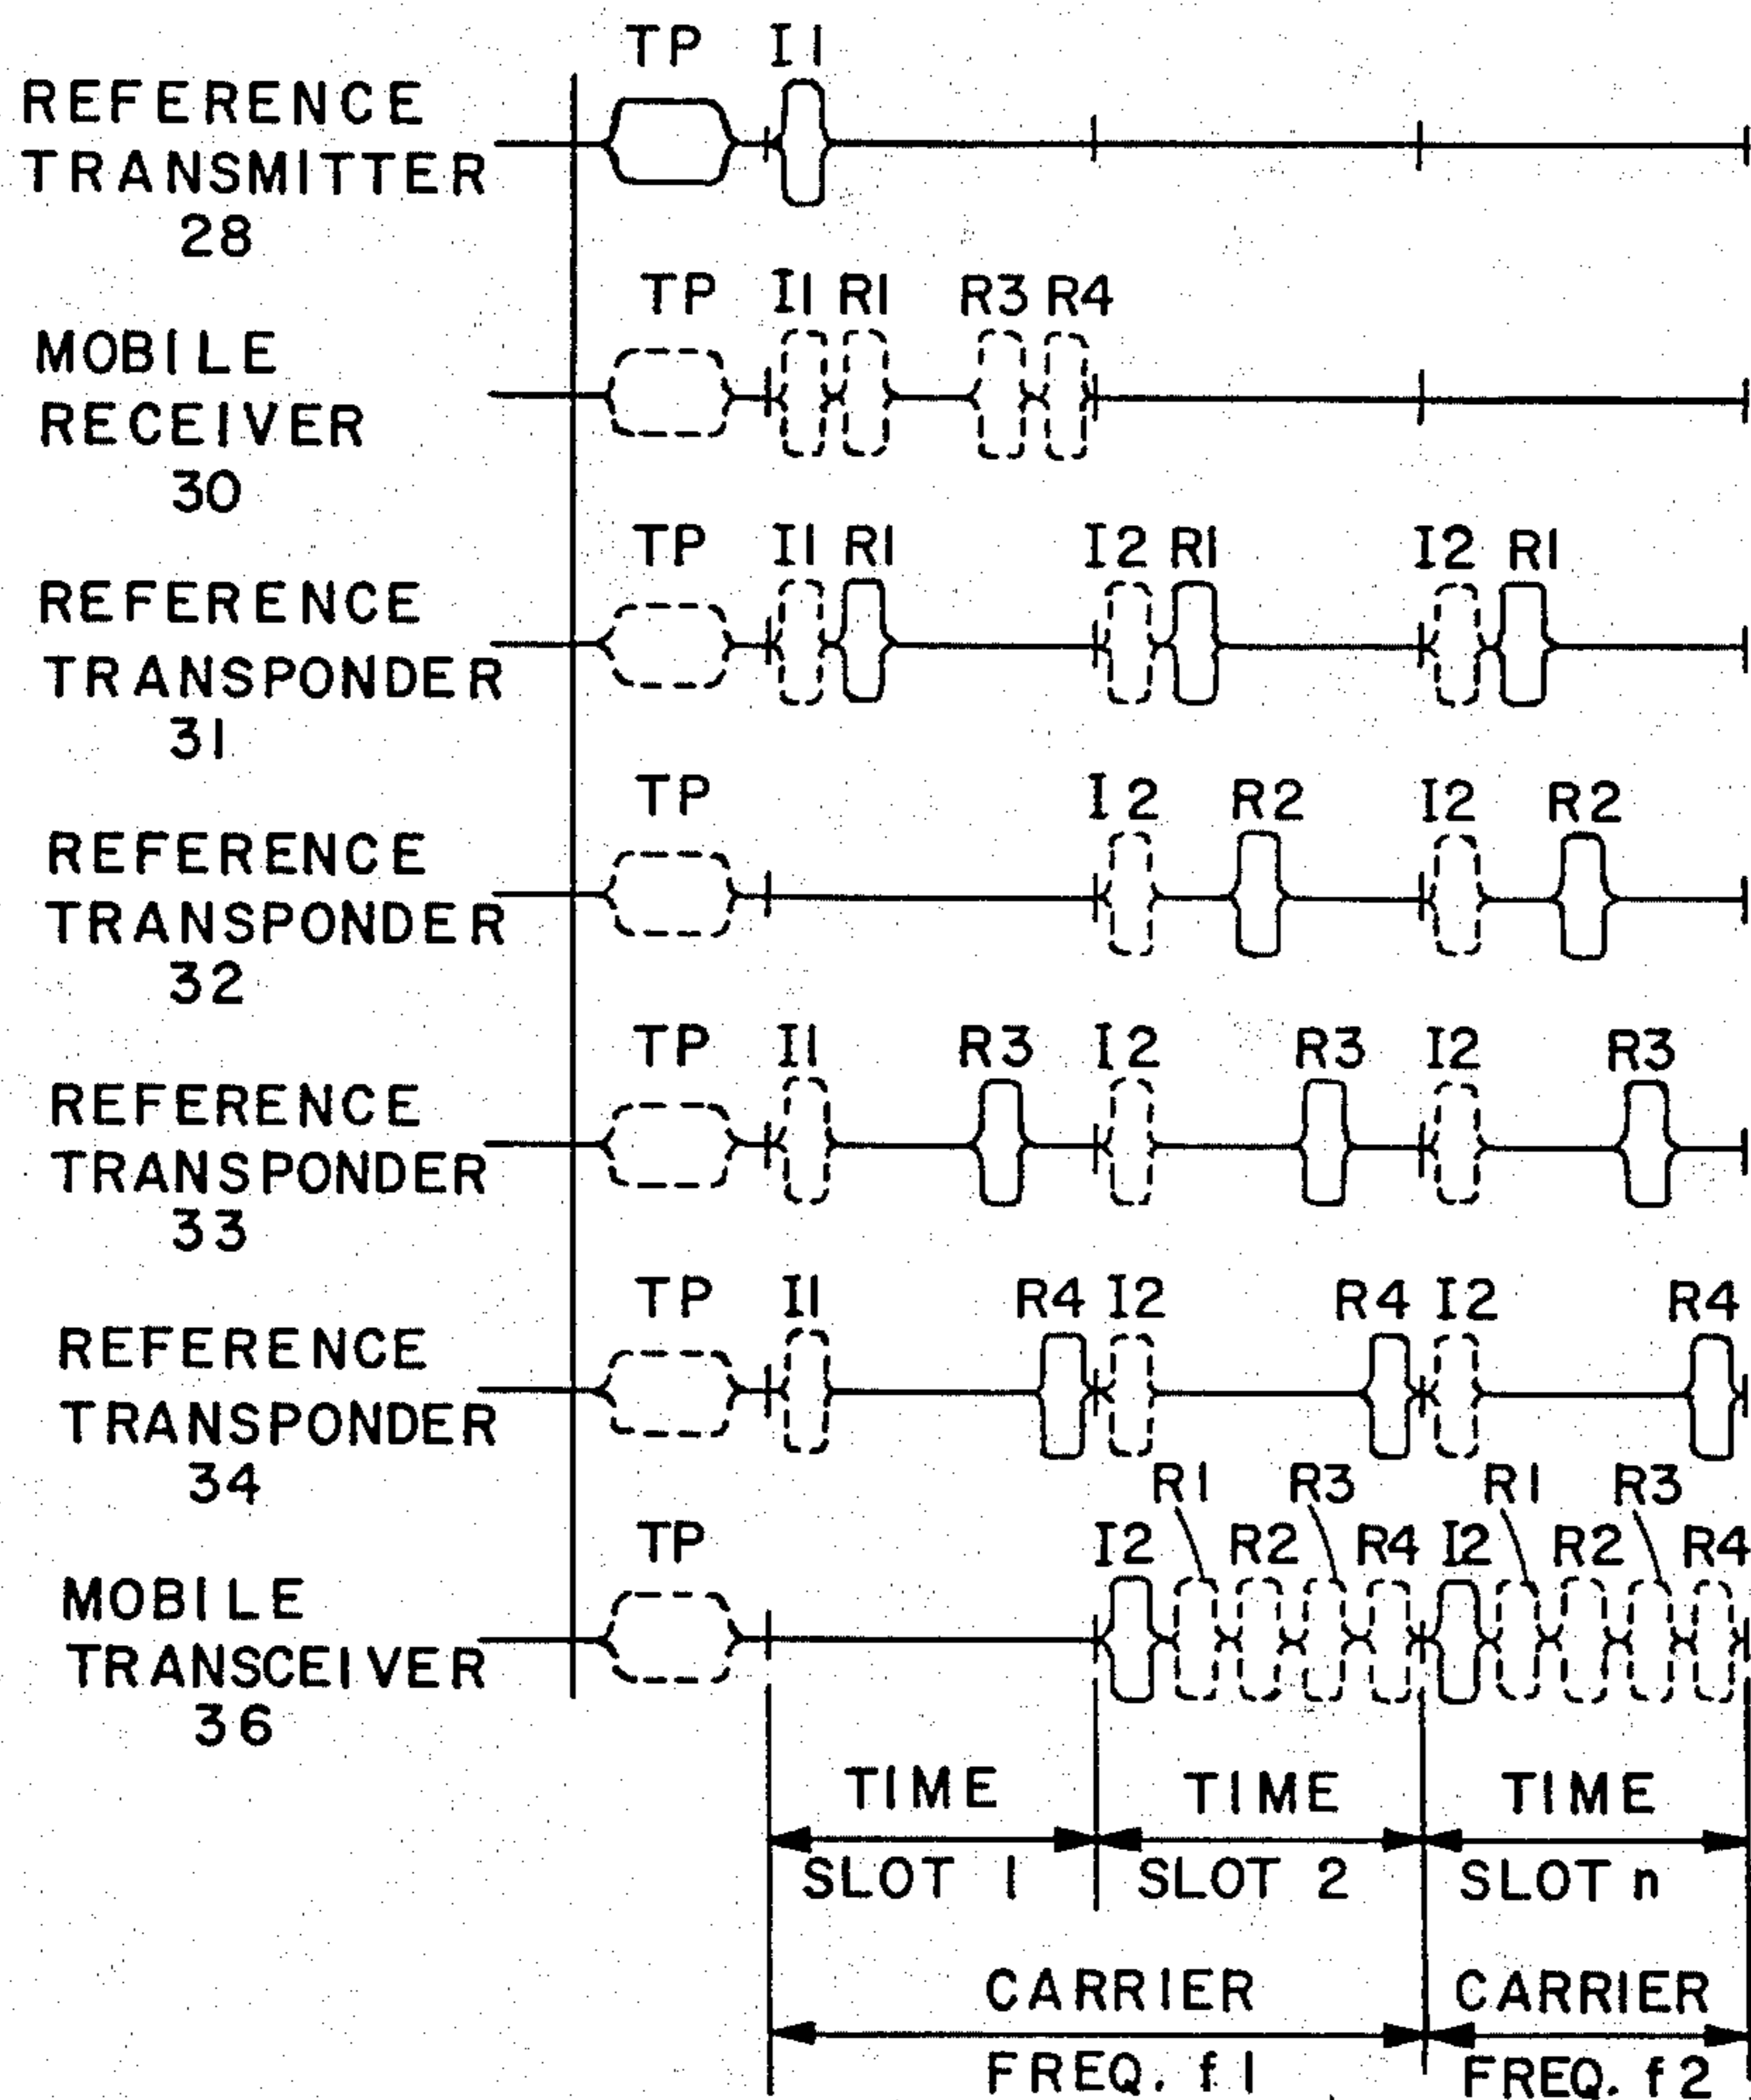 TP I1
REFERENCE
TRANSMITTER
28
TP I1 R1 R3 R4
MOBILE
RECEIVER
30
TP I1 R1 I2 R1 I2 R1
REFERENCE
TRANSPONDER
31
TP I2 R2 I2 R2
REFERENCE
TRANSPONDER
32
TP I1 R3 I2 R3 I2 R3
REFERENCE
TRANSPONDER
33
TP I1 R4 I2 R4 I2 R4
REFERENCE
TRANSPONDER
34
R1 R3 R1 R3
TP I2 R2 R4 I2 R2 R4
MOBILE
TRANSCEIVER
36
TIME TIME TIME
SLOT 1 SLOT 2 SLOT n
CARRIER CARRIER
FREQ. f1 FREQ. f2